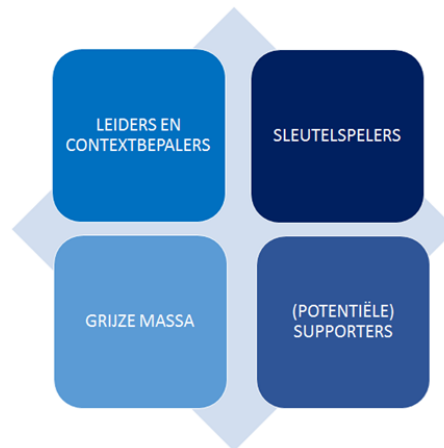 LEIDERS EN
CONTEXTBEPALERS
SLEUTELSPELERS
GRIJZE MASSA
(POTENTIËLE)
SUPPORTERS